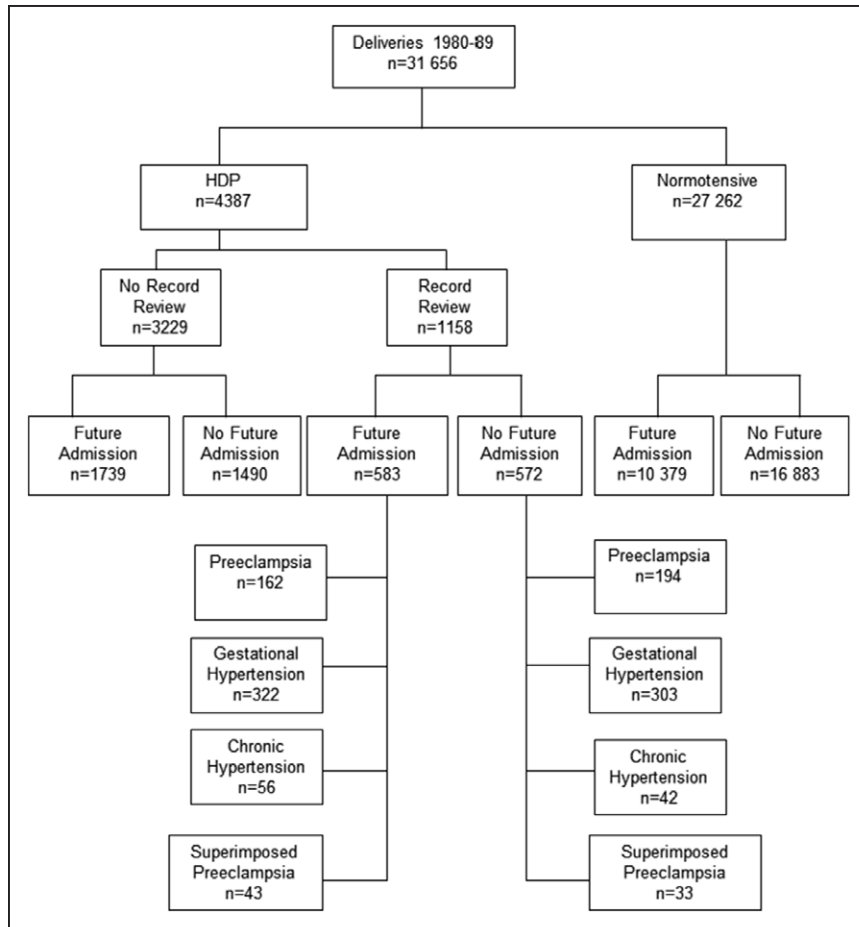 Deliveries 1980-89
n=31 656
HDP
n=4387
Normotensive
n=27 262
No Record
Review
n=3229
Record
Review
n=1158
Future
Admission
n=1739
No Future
Admission
n=1490
Future
Admission
n=583
No Future
Admission
n=572
Future
Admission
n=10 379
No Future
Admission
n=16 883
Preeclampsia
n=162
Preeclampsia
n=194
Gestational
Hypertension
n=322
Gestational
Hypertension
n=303
Chronic
Hypertension
n=56
Chronic
Hypertension
n=42
Superimposed
Preeclampsia
n=43
Superimposed
Preeclampsia
n=33